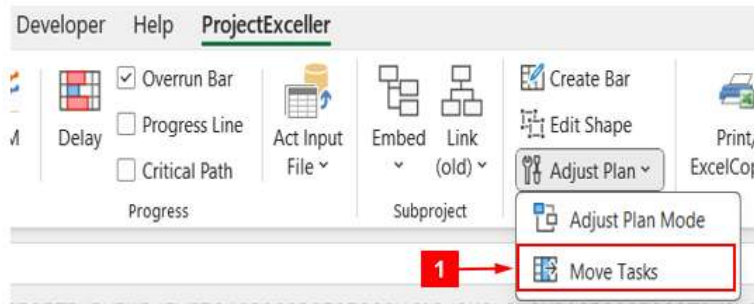 Developer Help ProjectExceller
Delay
Overrun Bar
Progress Line
Critical Path
Progress
Act Input
File
Embed
Link
(old)
Subproject
Create Bar
Edit Shape
Adjust Plan
Adjust Plan Mode
Move Tasks
Print/
ExcelCop
1